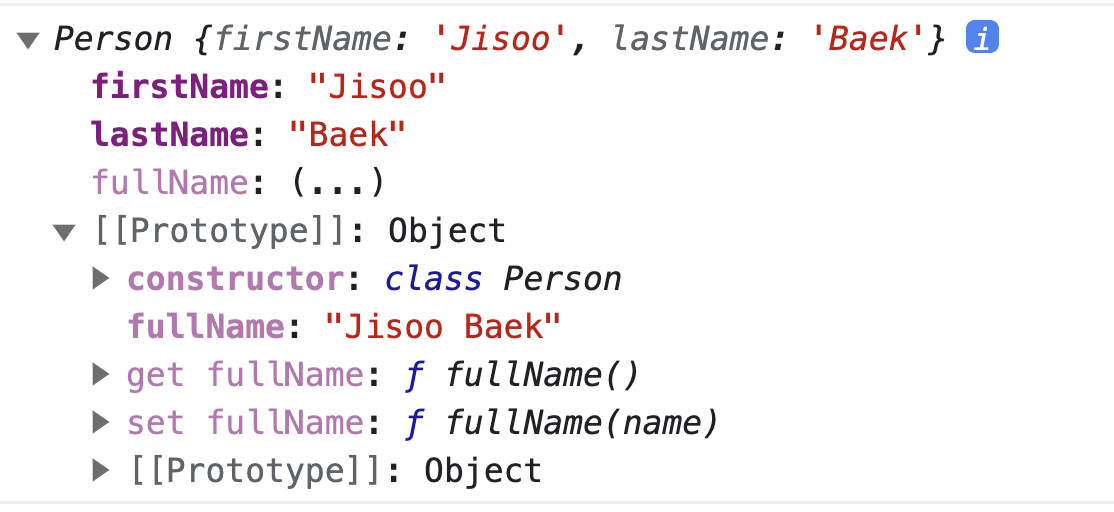 ▼ Person {firstName: 'Jisoo', lastName: 'Baek'} i
firstName: "Jisoo"
lastName: "Baek"
fullName: (...)
▼ [[Prototype]]: Object
▶ constructor: class Person
fullName: "Jisoo Baek"
▶ get fullName: ƒ fullName()
▶ set fullName: ƒ fullName(name)
▶ [[Prototype]]: Object